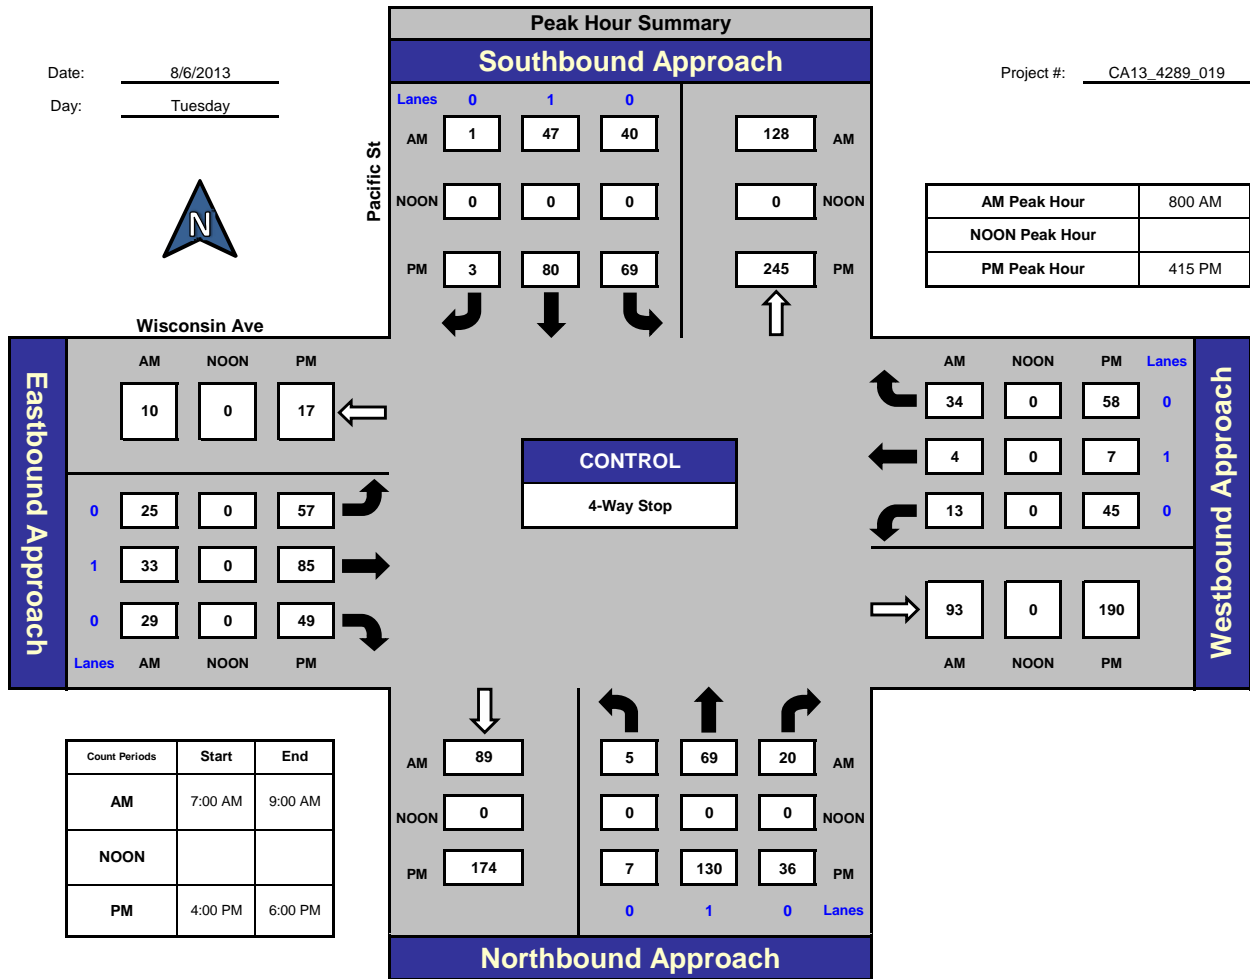 Peak Hour Summary
Southbound Approach
Date: 8/6/2013
Project #: CA13_4289_019
Day: Tuesday
Lanes 0 1 0
AM 1 47 40 128 AM
Pacific St
NOON 0 0 0 0 NOON
PM 3 80 69 245 PM
N
AM Peak Hour 800 AM
NOON Peak Hour
PM Peak Hour 415 PM
Wisconsin Ave
Eastbound Approach
AM NOON PM
10 0 17
0 25 0 57
1 33 0 85
0 29 0 49
Lanes AM NOON PM
CONTROL
4-Way Stop
AM NOON PM Lanes
34 0 58 0
4 0 7 1
13 0 45 0
93 0 190
AM NOON PM
Westbound Approach
Count Periods Start End
AM 7:00 AM 9:00 AM
NOON
PM 4:00 PM 6:00 PM
AM 89 5 69 20 AM
NOON 0 0 0 0 NOON
PM 174 7 130 36 PM
0 1 0 Lanes
Northbound Approach